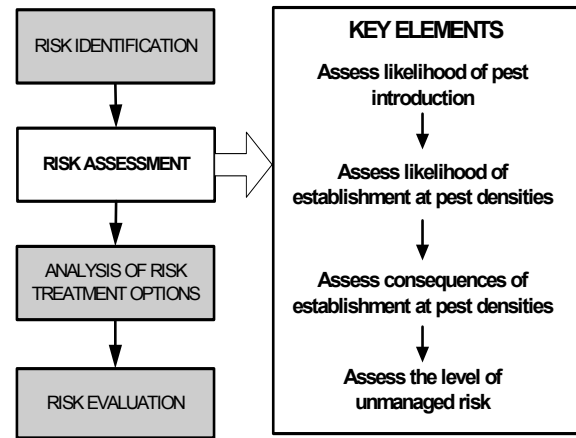 RISK IDENTIFICATION
RISK ASSESSMENT
ANALYSIS OF RISK
TREATMENT OPTIONS
RISK EVALUATION
KEY ELEMENTS
Assess likelihood of pest
introduction
Assess likelihood of
establishment at pest densities
Assess consequences of
establishment at pest densities
Assess the level of
unmanaged risk